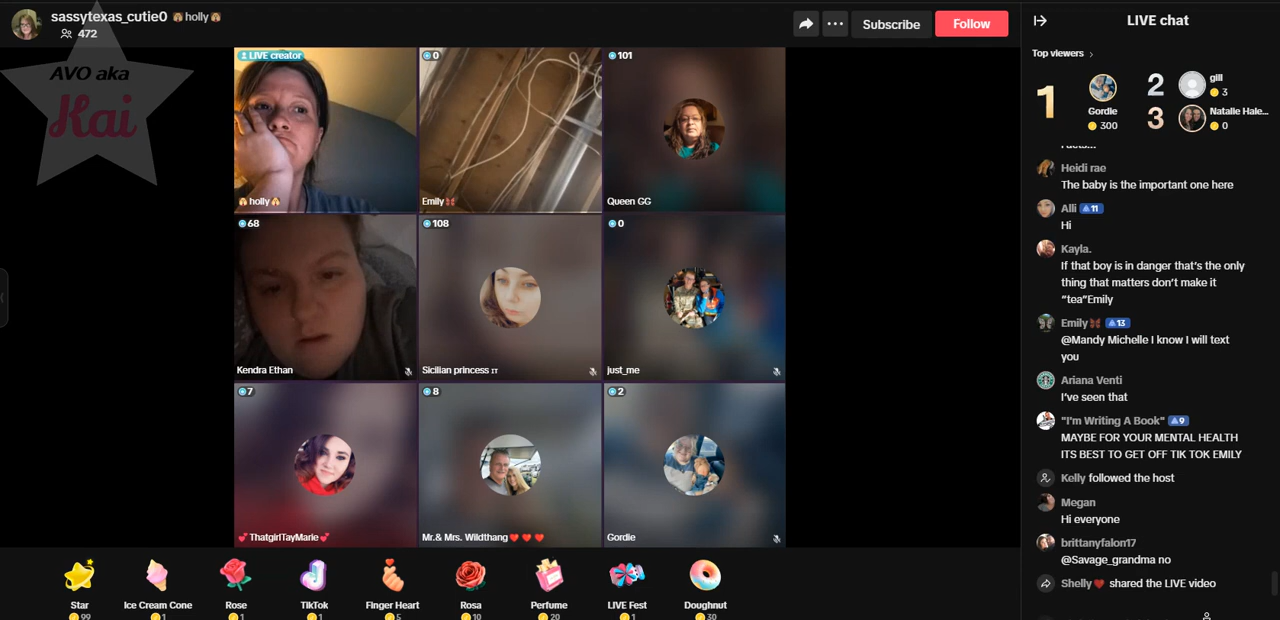 sassytexas_cutie0 🙈holly🙈
472
Subscribe
Follow
AVO aka
Kai
LIVE creator
0
101
🙈holly🙈
Emily🎀
Queen GG
68
108
0
Kendra Ethan
Sicilian princess IT
just_me
7
8
2
💕ThatgirlTayMarie💕
Mr.& Mrs. Wildthang❤️❤️❤️
Gordie
Star
99
Ice Cream Cone
1
Rose
1
TikTok
1
Finger Heart
5
Rosa
10
Perfume
20
LIVE Fest
1
Doughnut
30
LIVE chat
Top viewers
1
Gordie
300
2
gill
3
3
Natalie Hale...
0
Heidi rae
The baby is the important one here
Alli 11
Hi
Kayla.
If that boy is in danger that's the only
thing that matters don't make it
“tea”Emily
Emily🎀 13
@Mandy Michelle I know I will text
you
Ariana Venti
I've seen that
"I'm Writing A Book" 9
MAYBE FOR YOUR MENTAL HEALTH
ITS BEST TO GET OFF TIK TOK EMILY
Kelly followed the host
Megan
Hi everyone
brittanyfalon17
@Savage_grandma no
Shelly❤️ shared the LIVE video